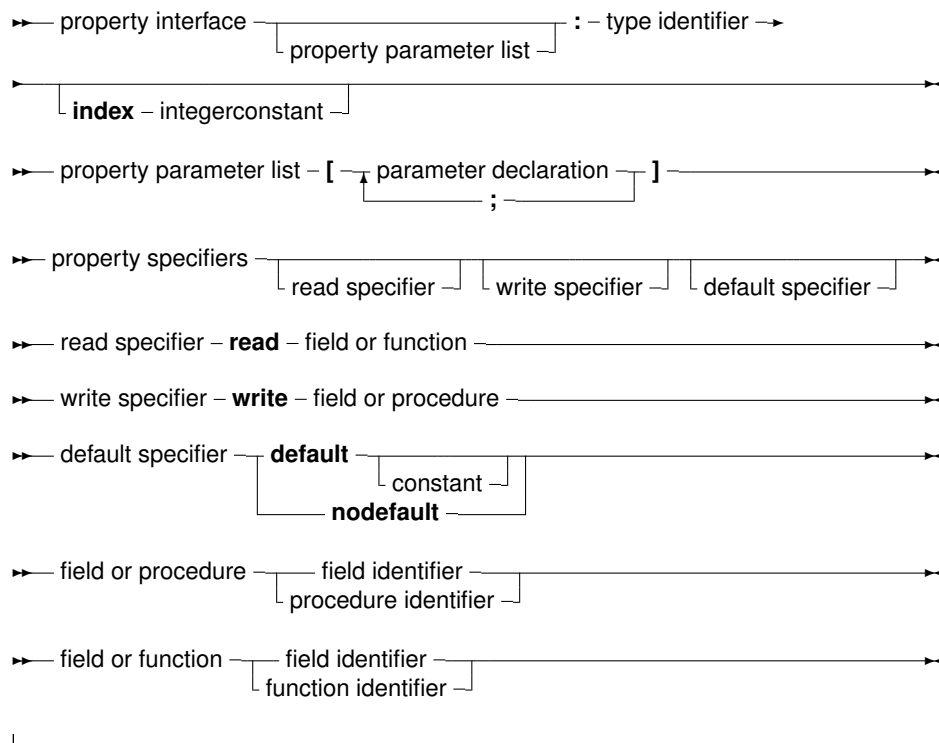 property interface : type identifier
property parameter list
index integerconstant
property parameter list [ parameter declaration ]
;
property specifiers
read specifier write specifier default specifier
read specifier read field or function
write specifier write field or procedure
default specifier default
constant
nodefault
field or procedure field identifier
procedure identifier
field or function field identifier
function identifier